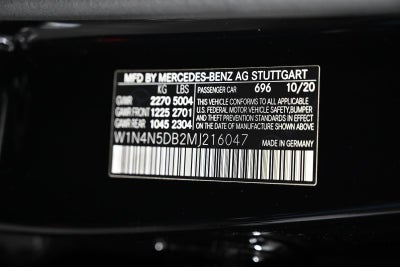 MFD BY MERCEDES-BENZ AG STUTTGART
KG LBS
GVWR 2270 5004
GAWR FRONT 1225 2701
GAWR REAR 1045 2304
PASSENGER CAR 696 10/20
THIS VEHICLE CONFORMS TO ALL APPLICABLE
U.S. FEDERAL MOTOR VEHICLE SAFETY, BUMPER,
AND THEFT PREVENTION STANDARDS IN EFFECT
ON THE DATE OF MANUFACTURE SHOWN ABOVE.
W1N4N5DB2MJ216047
MADE IN GERMANY